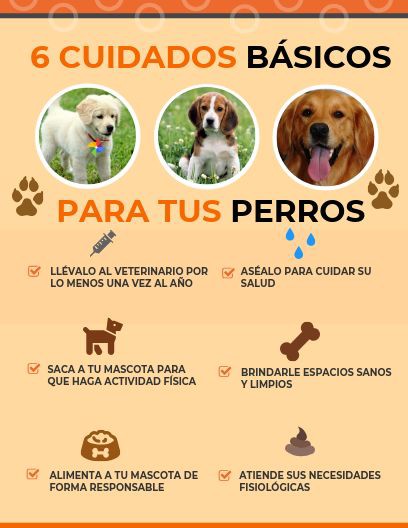 6 CUIDADOS BÁSICOS
PARA TUS PERROS
LLÉVALO AL VETERINARIO POR
LO MENOS UNA VEZ AL AÑO
ASÉALO PARA CUIDAR SU
SALUD
SACA A TU MASCOTA PARA
QUE HAGA ACTIVIDAD FÍSICA
BRINDARLE ESPACIOS SANOS
Y LIMPIOS
ALIMENTA A TU MASCOTA DE
FORMA RESPONSABLE
ATIENDE SUS NECESIDADES
FISIOLÓGICAS